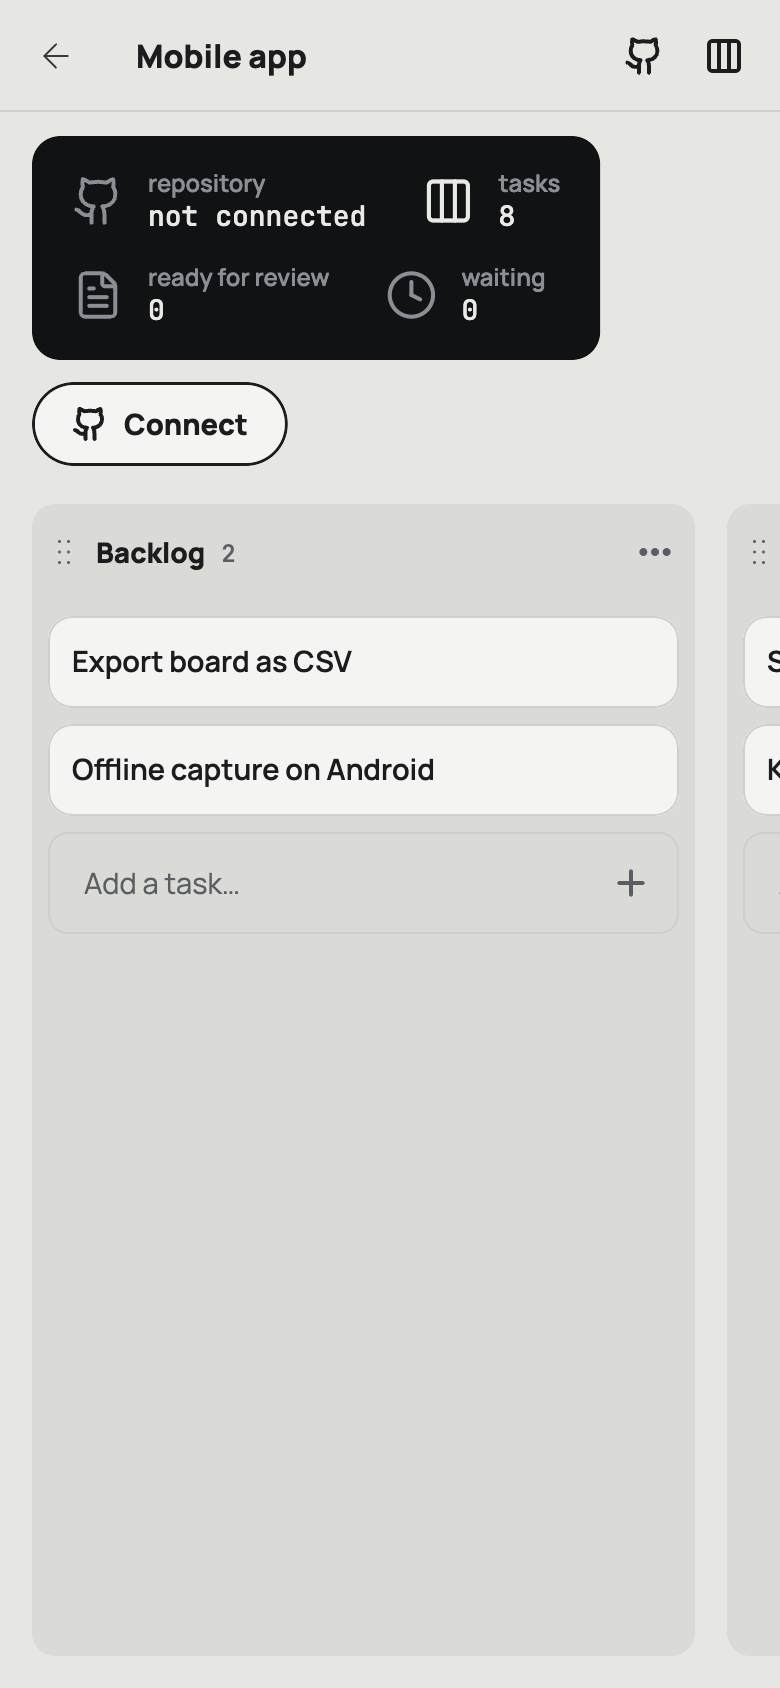 Mobile app
repository
not connected
tasks
8
ready for review
0
waiting
0
Connect
Backlog 2
Export board as CSV
Offline capture on Android
Add a task...
S
K